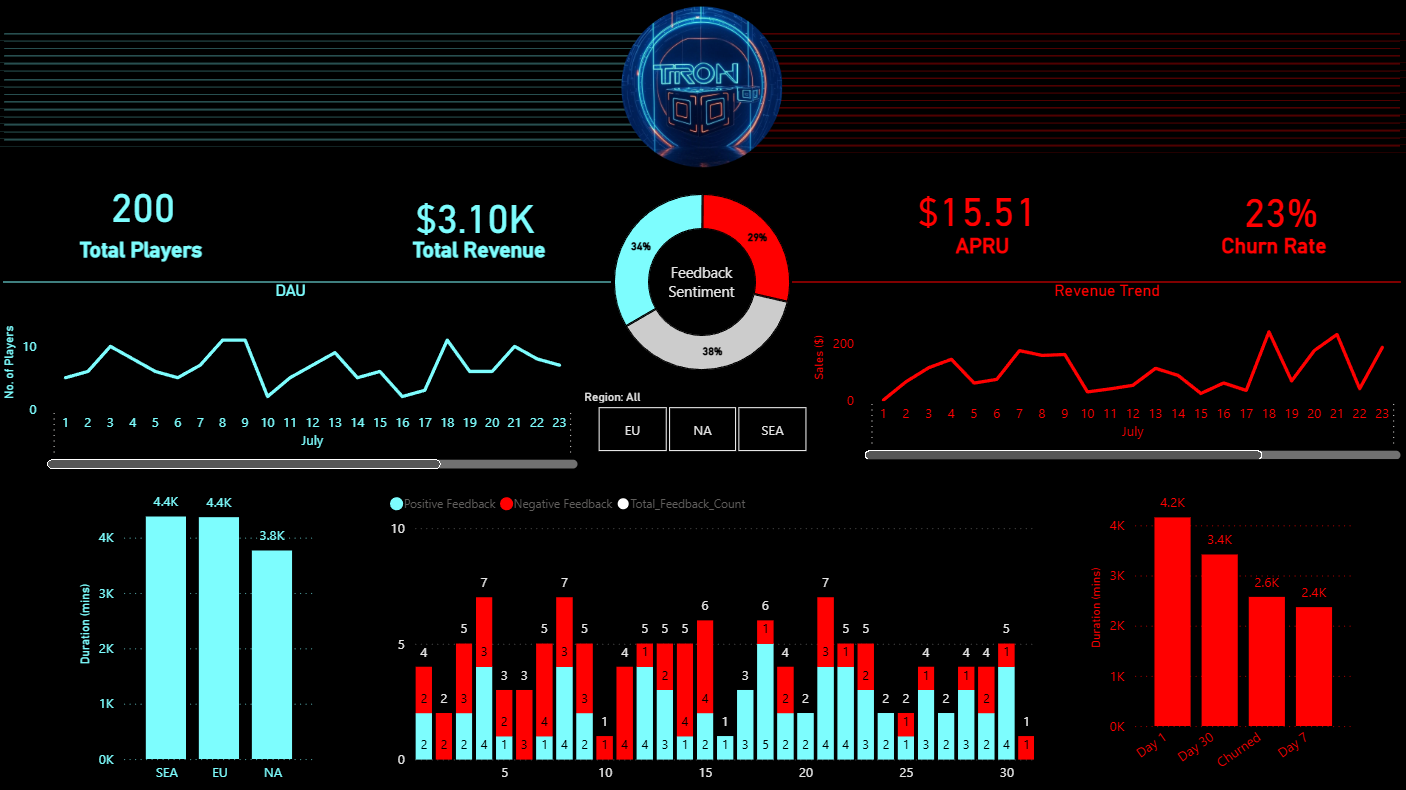 TRON
200
Total Players
$3.10K
Total Revenue
$15.51
APRU
23%
Churn Rate
DAU
No. of Players
10
0
1 2 3 4 5 6 7 8 9 10 11 12 13 14 15 16 17 18 19 20 21 22 23
July
34%
29%
38%
Feedback
Sentiment
Region: All
EU
NA
SEA
Revenue Trend
Sales ($)
200
0
1 2 3 4 5 6 7 8 9 10 11 12 13 14 15 16 17 18 19 20 21 22 23
July
Duration (mins)
4K
3K
2K
1K
0K
4.4K
4.4K
3.8K
SEA
EU
NA
Positive Feedback Negative Feedback Total_Feedback_Count
10
5
0
4 2 5 7 3 3 5 7 5 1 4 5 5 5 6 1 3 6 4 2 7 5 5 2 2 4 2 4 4 5 1
2 2 3 3 2 3 4 3 3 1 4 1 2 4 4 1 2 3 1 2 1 1 1 2 1 1
2 2 4 1 1 4 2 4 3 1 2 1 3 5 2 2 4 4 3 2 1 3 2 3 2 4
5 10 15 20 25 30
Duration (mins)
4K
3K
2K
1K
0K
4.2K
3.4K
2.6K
2.4K
Day 1
Day 30
Churned
Day 7